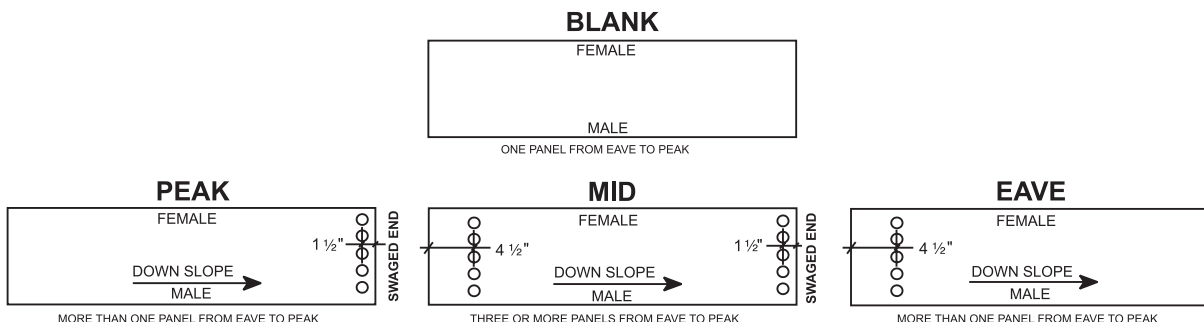 BLANK
FEMALE
MALE
ONE PANEL FROM EAVE TO PEAK
PEAK
FEMALE
1 ½"
SWAGED END
DOWN SLOPE
MALE
MORE THAN ONE PANEL FROM EAVE TO PEAK
MID
FEMALE
4 ½"
1 ½"
SWAGED END
DOWN SLOPE
MALE
THREE OR MORE PANELS FROM EAVE TO PEAK
EAVE
FEMALE
4 ½"
DOWN SLOPE
MALE
MORE THAN ONE PANEL FROM EAVE TO PEAK